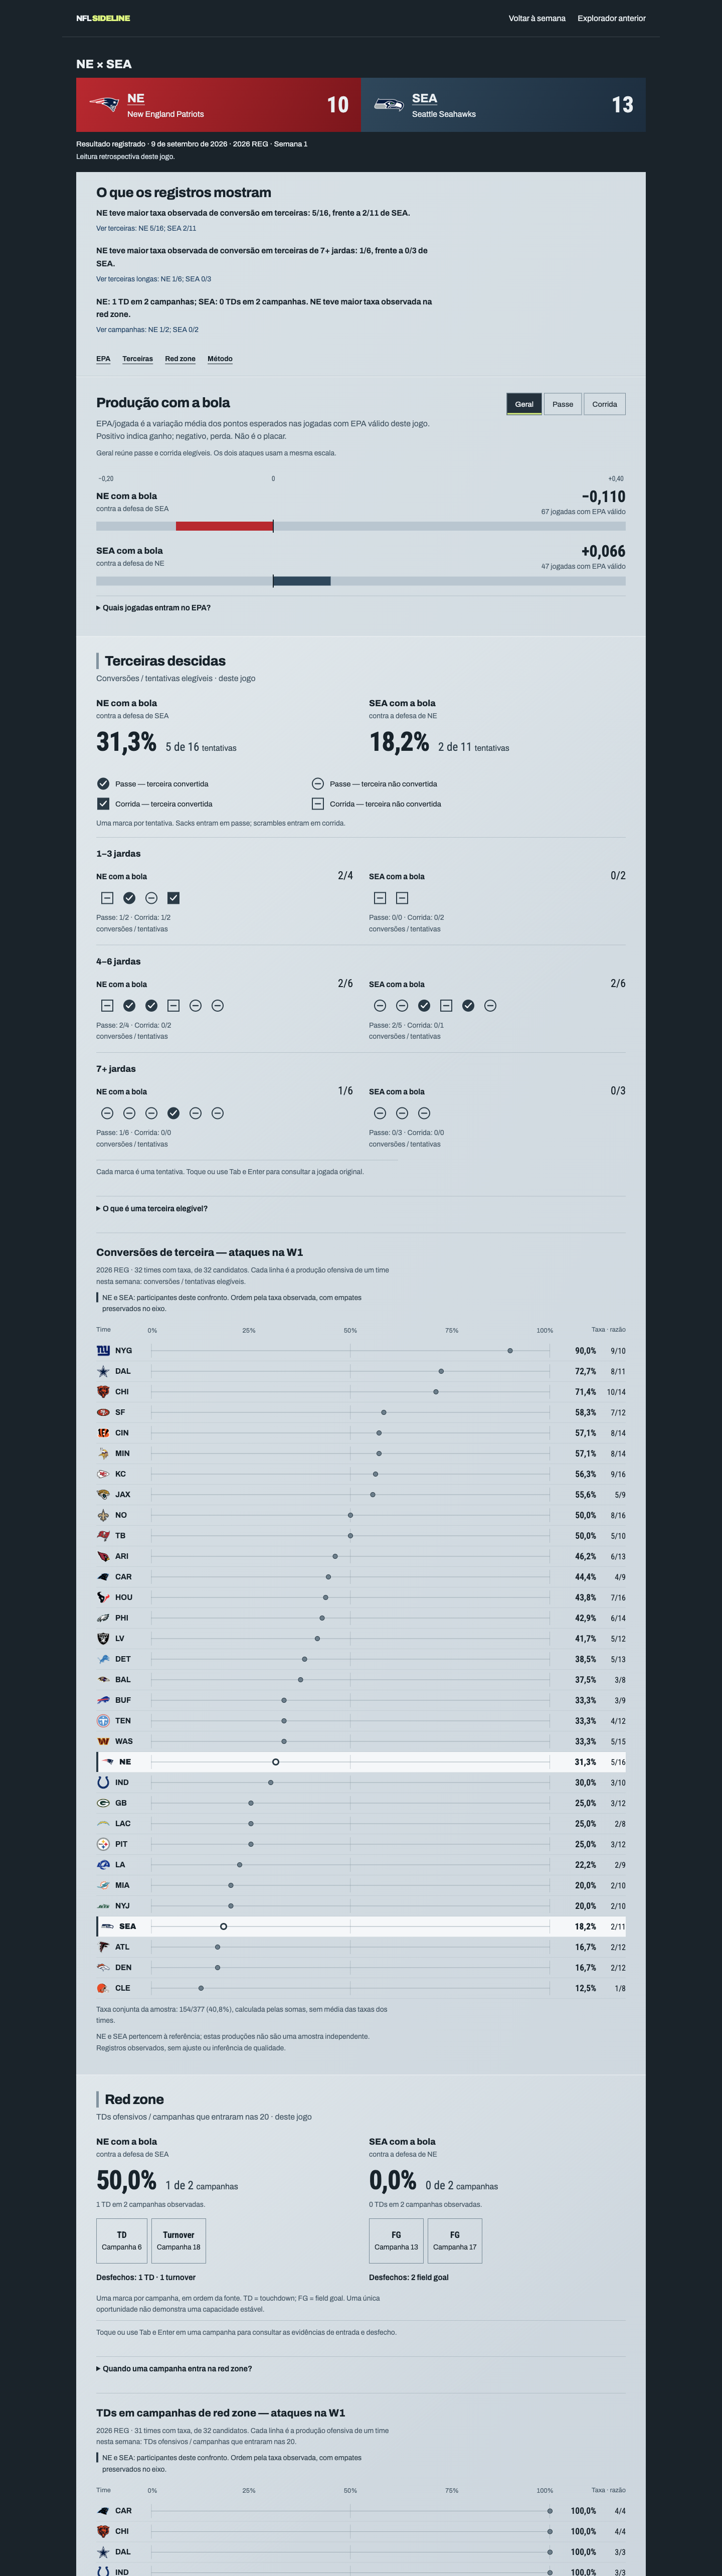 NFL SIDELINE
Voltar à semana
Explorador anterior
NE × SEA
NE
New England Patriots
10
SEA
Seattle Seahawks
13
Resultado registrado · 9 de setembro de 2026 · 2026 REG · Semana 1
Leitura retrospectiva deste jogo.
O que os registros mostram
NE teve maior taxa observada de conversão em terceiras: 5/16, frente a 2/11 de SEA.
Ver terceiras: NE 5/16; SEA 2/11
NE teve maior taxa observada de conversão em terceiras de 7+ jardas: 1/6, frente a 0/3 de
SEA.
Ver terceiras longas: NE 1/6; SEA 0/3
NE: 1 TD em 2 campanhas; SEA: 0 TDs em 2 campanhas. NE teve maior taxa observada na
red zone.
Ver campanhas: NE 1/2; SEA 0/2
EPA Terceiras Red zone Método
Produção com a bola
Geral Passe Corrida
EPA/jogada é a variação média dos pontos esperados nas jogadas com EPA válido deste jogo.
Positivo indica ganho; negativo, perda. Não é o placar.
Geral reúne passe e corrida elegíveis. Os dois ataques usam a mesma escala.
−0,20 0 +0,40
NE com a bola −0,110
contra a defesa de SEA 67 jogadas com EPA válido
SEA com a bola +0,066
contra a defesa de NE 47 jogadas com EPA válido
▶ Quais jogadas entram no EPA?
Terceiras descidas
Conversões / tentativas elegíveis · deste jogo
NE com a bola
contra a defesa de SEA
31,3% 5 de 16 tentativas
SEA com a bola
contra a defesa de NE
18,2% 2 de 11 tentativas
Passe — terceira convertida
Passe — terceira não convertida
Corrida — terceira convertida
Corrida — terceira não convertida
Uma marca por tentativa. Sacks entram em passe; scrambles entram em corrida.
1–3 jardas
NE com a bola 2/4
Passe: 1/2 · Corrida: 1/2
conversões / tentativas
SEA com a bola 0/2
Passe: 0/0 · Corrida: 0/2
conversões / tentativas
4–6 jardas
NE com a bola 2/6
Passe: 2/4 · Corrida: 0/2
conversões / tentativas
SEA com a bola 2/6
Passe: 2/5 · Corrida: 0/1
conversões / tentativas
7+ jardas
NE com a bola 1/6
Passe: 1/6 · Corrida: 0/0
conversões / tentativas
SEA com a bola 0/3
Passe: 0/3 · Corrida: 0/0
conversões / tentativas
Cada marca é uma tentativa. Toque ou use Tab e Enter para consultar a jogada original.
▶ O que é uma terceira elegível?
Conversões de terceira — ataques na W1
2026 REG · 32 times com taxa, de 32 candidatos. Cada linha é a produção ofensiva de um time
nesta semana: conversões / tentativas elegíveis.
NE e SEA: participantes deste confronto. Ordem pela taxa observada, com empates
preservados no eixo.
Time 0% 25% 50% 75% 100% Taxa · razão
NYG 90,0% 9/10
DAL 72,7% 8/11
CHI 71,4% 10/14
SF 58,3% 7/12
CIN 57,1% 8/14
MIN 57,1% 8/14
KC 56,3% 9/16
JAX 55,6% 5/9
NO 50,0% 8/16
TB 50,0% 5/10
ARI 46,2% 6/13
CAR 44,4% 4/9
HOU 43,8% 7/16
PHI 42,9% 6/14
LV 41,7% 5/12
DET 38,5% 5/13
BAL 37,5% 3/8
BUF 33,3% 3/9
TEN 33,3% 4/12
WAS 33,3% 5/15
NE 31,3% 5/16
IND 30,0% 3/10
GB 25,0% 3/12
LAC 25,0% 2/8
PIT 25,0% 3/12
LA 22,2% 2/9
MIA 20,0% 2/10
NYJ 20,0% 2/10
SEA 18,2% 2/11
ATL 16,7% 2/12
DEN 16,7% 2/12
CLE 12,5% 1/8
Taxa conjunta da amostra: 154/377 (40,8%), calculada pelas somas, sem média das taxas dos
times.
NE e SEA pertencem à referência; estas produções não são uma amostra independente.
Registros observados, sem ajuste ou inferência de qualidade.
Red zone
TDs ofensivos / campanhas que entraram nas 20 · deste jogo
NE com a bola
contra a defesa de SEA
50,0% 1 de 2 campanhas
1 TD em 2 campanhas observadas.
TD
Campanha 6
Turnover
Campanha 18
Desfechos: 1 TD · 1 turnover
SEA com a bola
contra a defesa de NE
0,0% 0 de 2 campanhas
0 TDs em 2 campanhas observadas.
FG
Campanha 13
FG
Campanha 17
Desfechos: 2 field goal
Uma marca por campanha, em ordem da fonte. TD = touchdown; FG = field goal. Uma única
oportunidade não demonstra uma capacidade estável.
Toque ou use Tab e Enter em uma campanha para consultar as evidências de entrada e desfecho.
▶ Quando uma campanha entra na red zone?
TDs em campanhas de red zone — ataques na W1
2026 REG · 31 times com taxa, de 32 candidatos. Cada linha é a produção ofensiva de um time
nesta semana: TDs ofensivos / campanhas que entraram nas 20.
NE e SEA: participantes deste confronto. Ordem pela taxa observada, com empates
preservados no eixo.
Time 0% 25% 50% 75% 100% Taxa · razão
CAR 100,0% 4/4
CHI 100,0% 4/4
DAL 100,0% 3/3
IND 100,0% 3/3